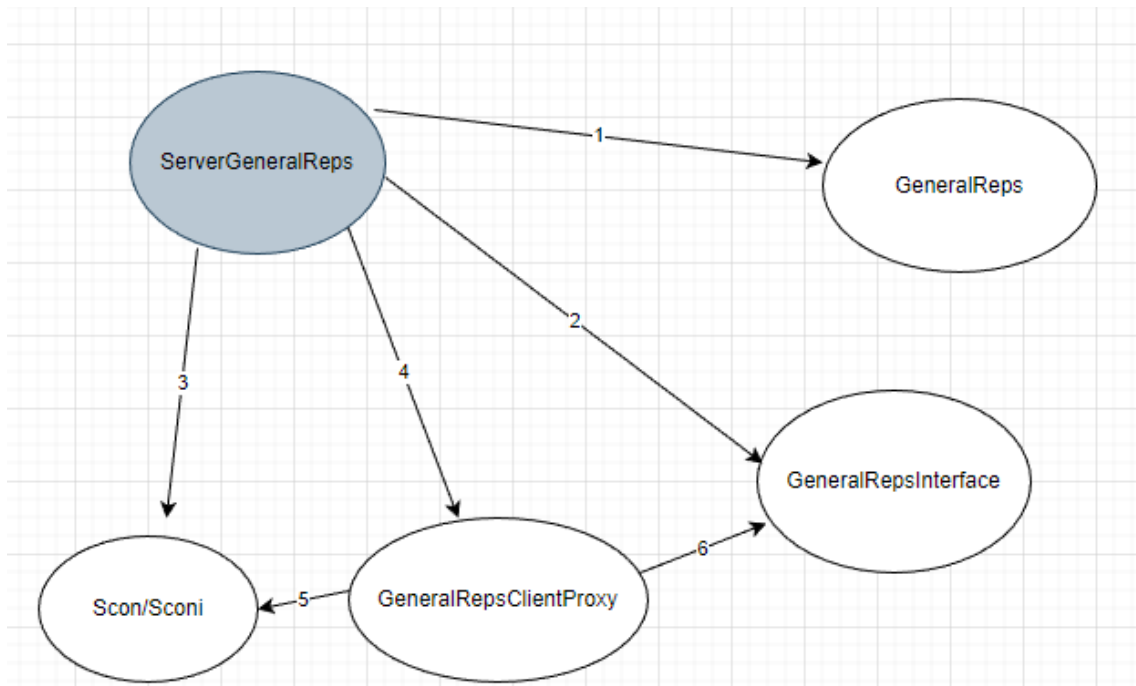 ServerGeneralReps
1
GeneralReps
2
3
4
GeneralRepsInterface
6
5
GeneralRepsClientProxy
Scon/Sconi